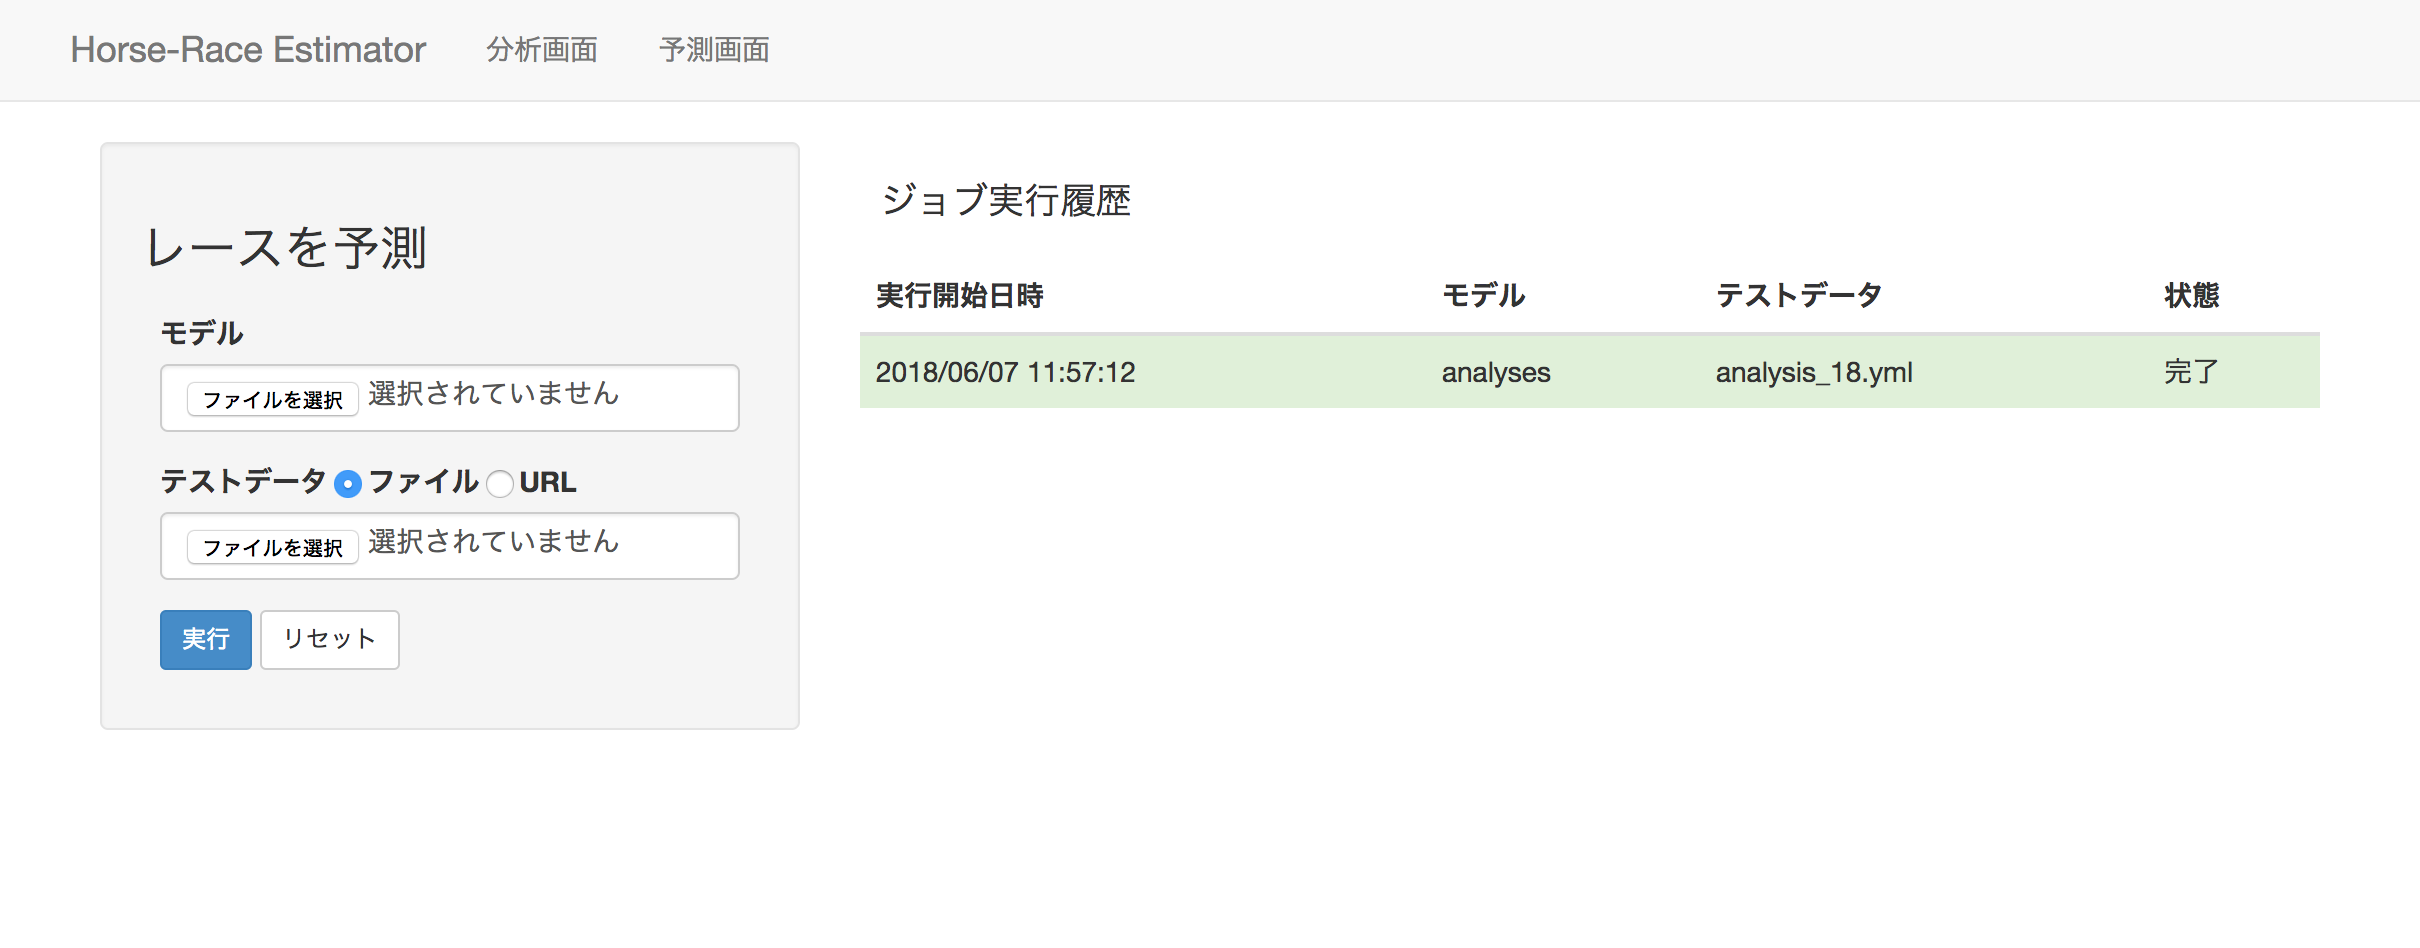 Horse-Race Estimator 分析画面 予測画面
レースを予測
モデル
ファイルを選択 選択されていません
テストデータ ファイル URL
ファイルを選択 選択されていません
実行 リセット
ジョブ実行履歴
実行開始日時 モデル テストデータ 状態
2018/06/07 11:57:12 analyses analysis_18.yml 完了